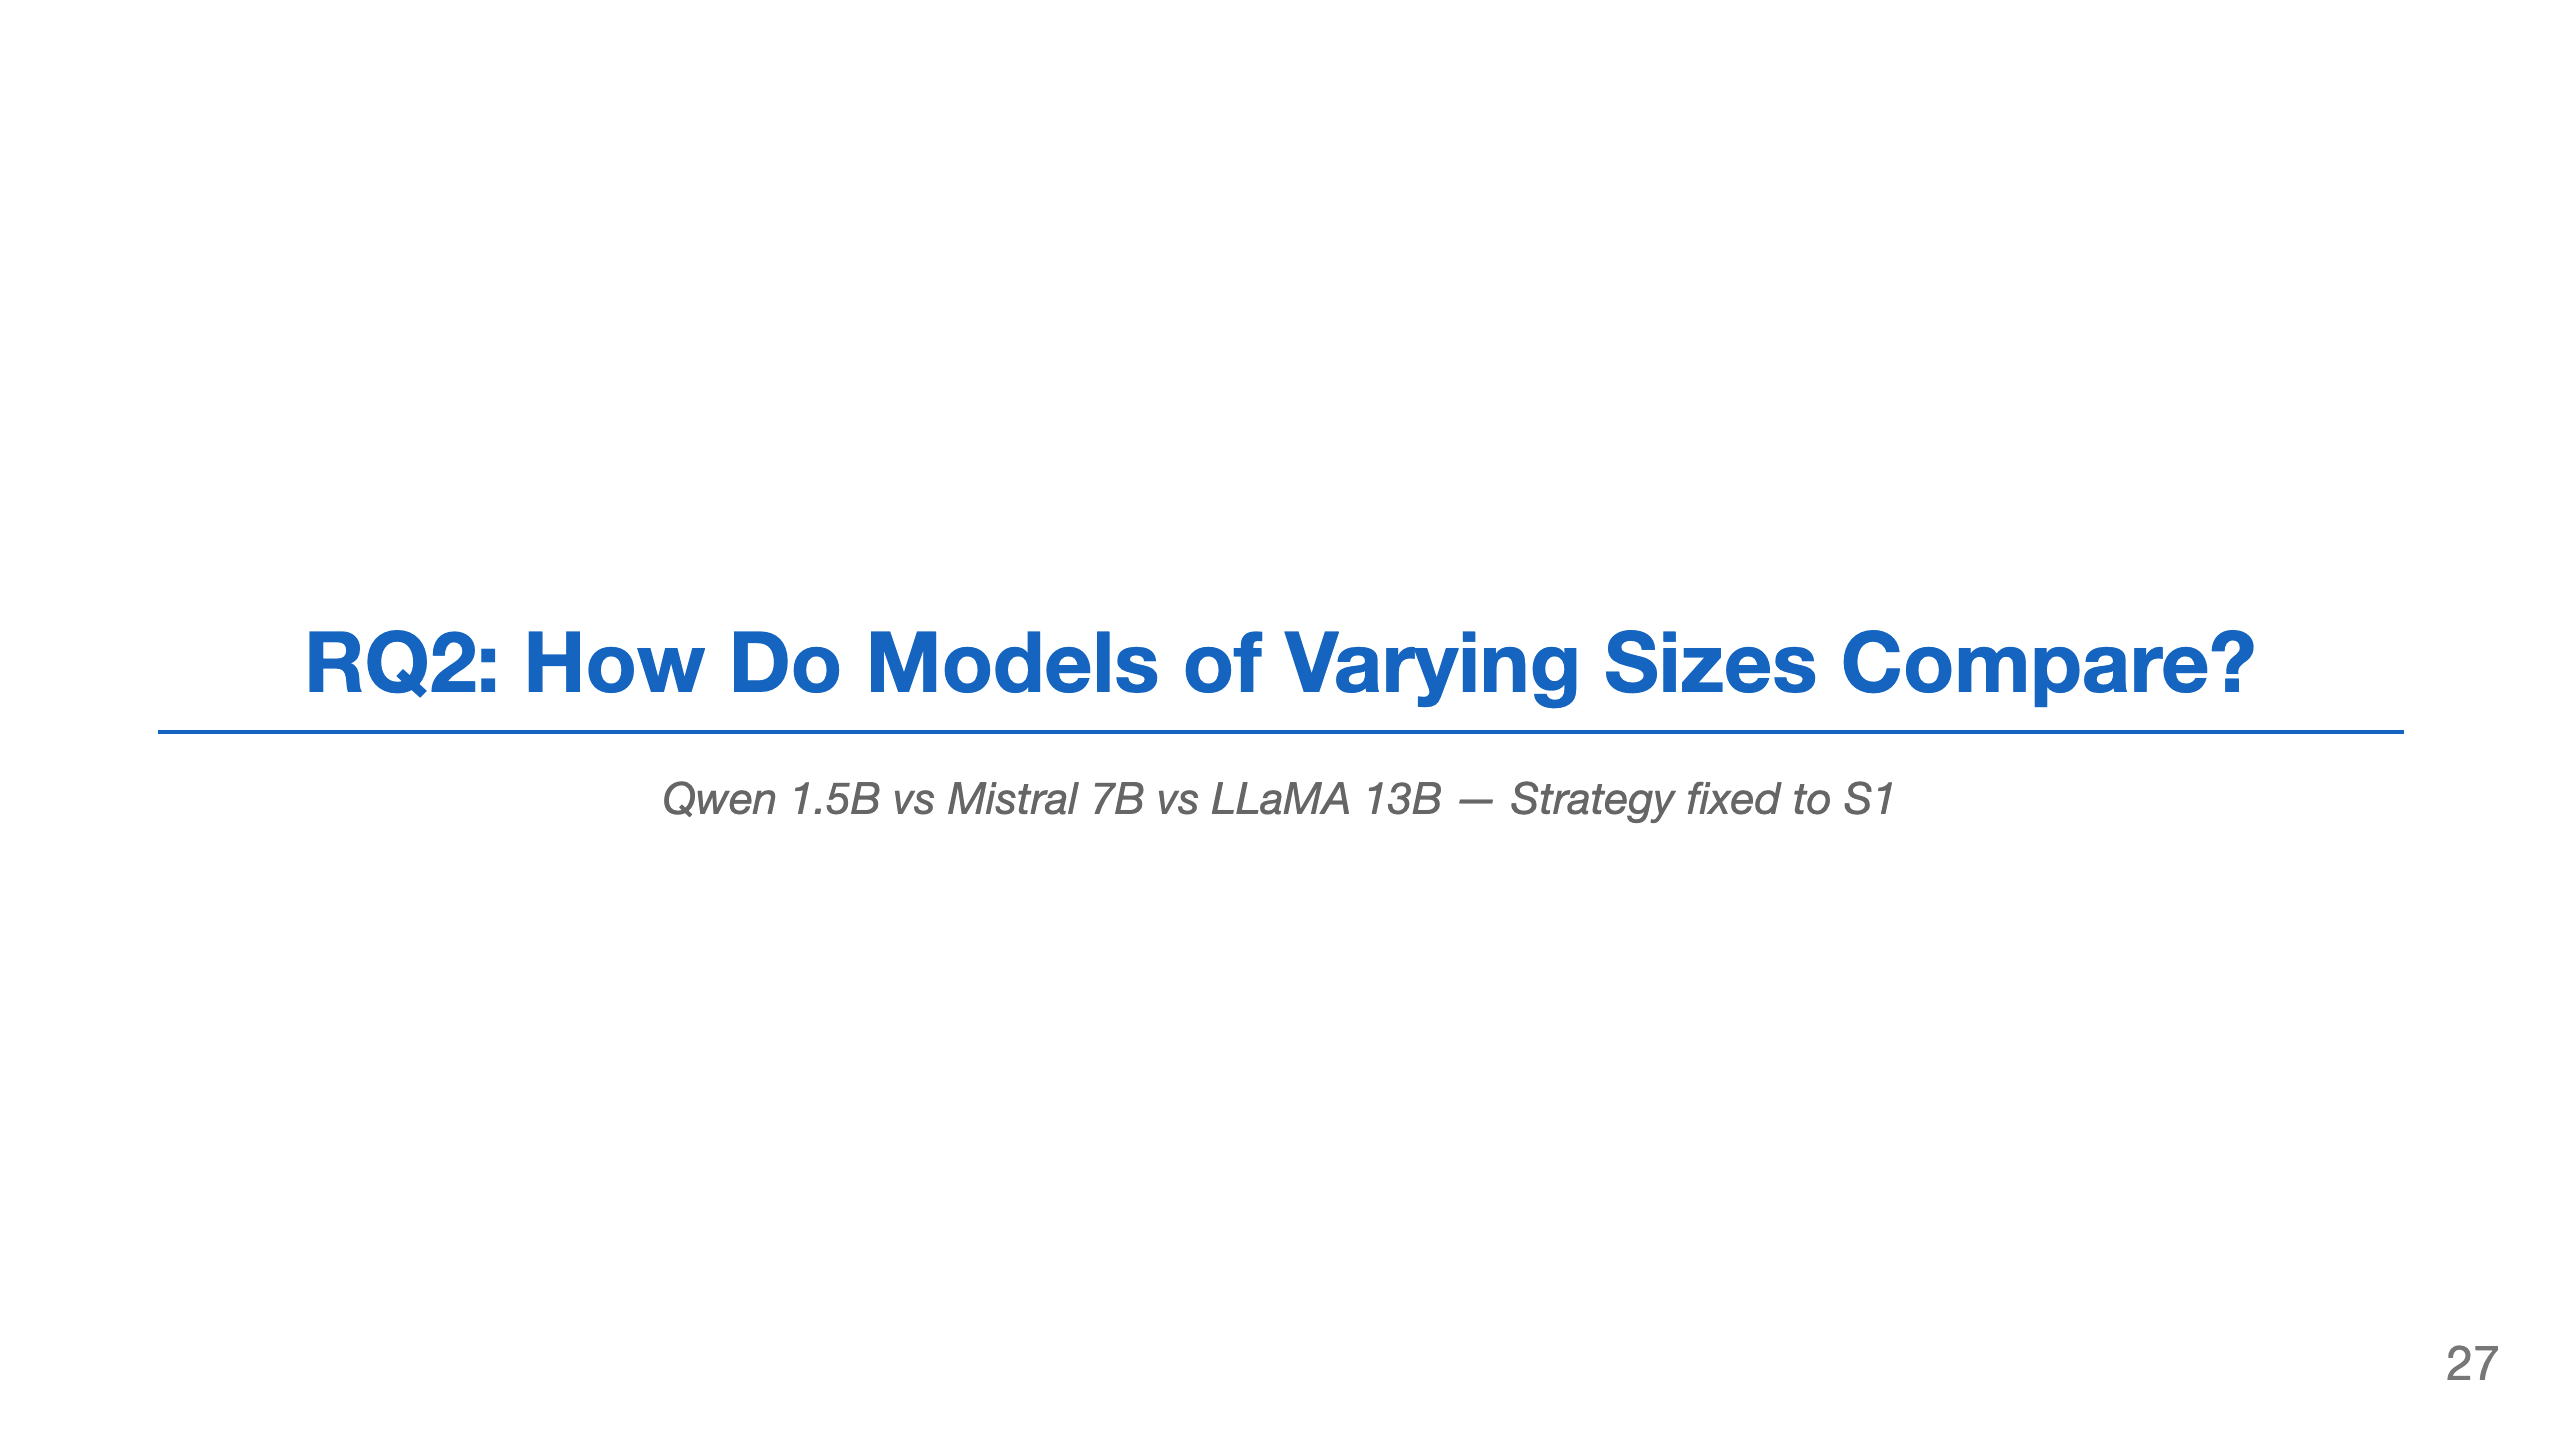 RQ2: How Do Models of Varying Sizes Compare?
Qwen 1.5B vs Mistral 7B vs LLaMA 13B — Strategy fixed to S1
27